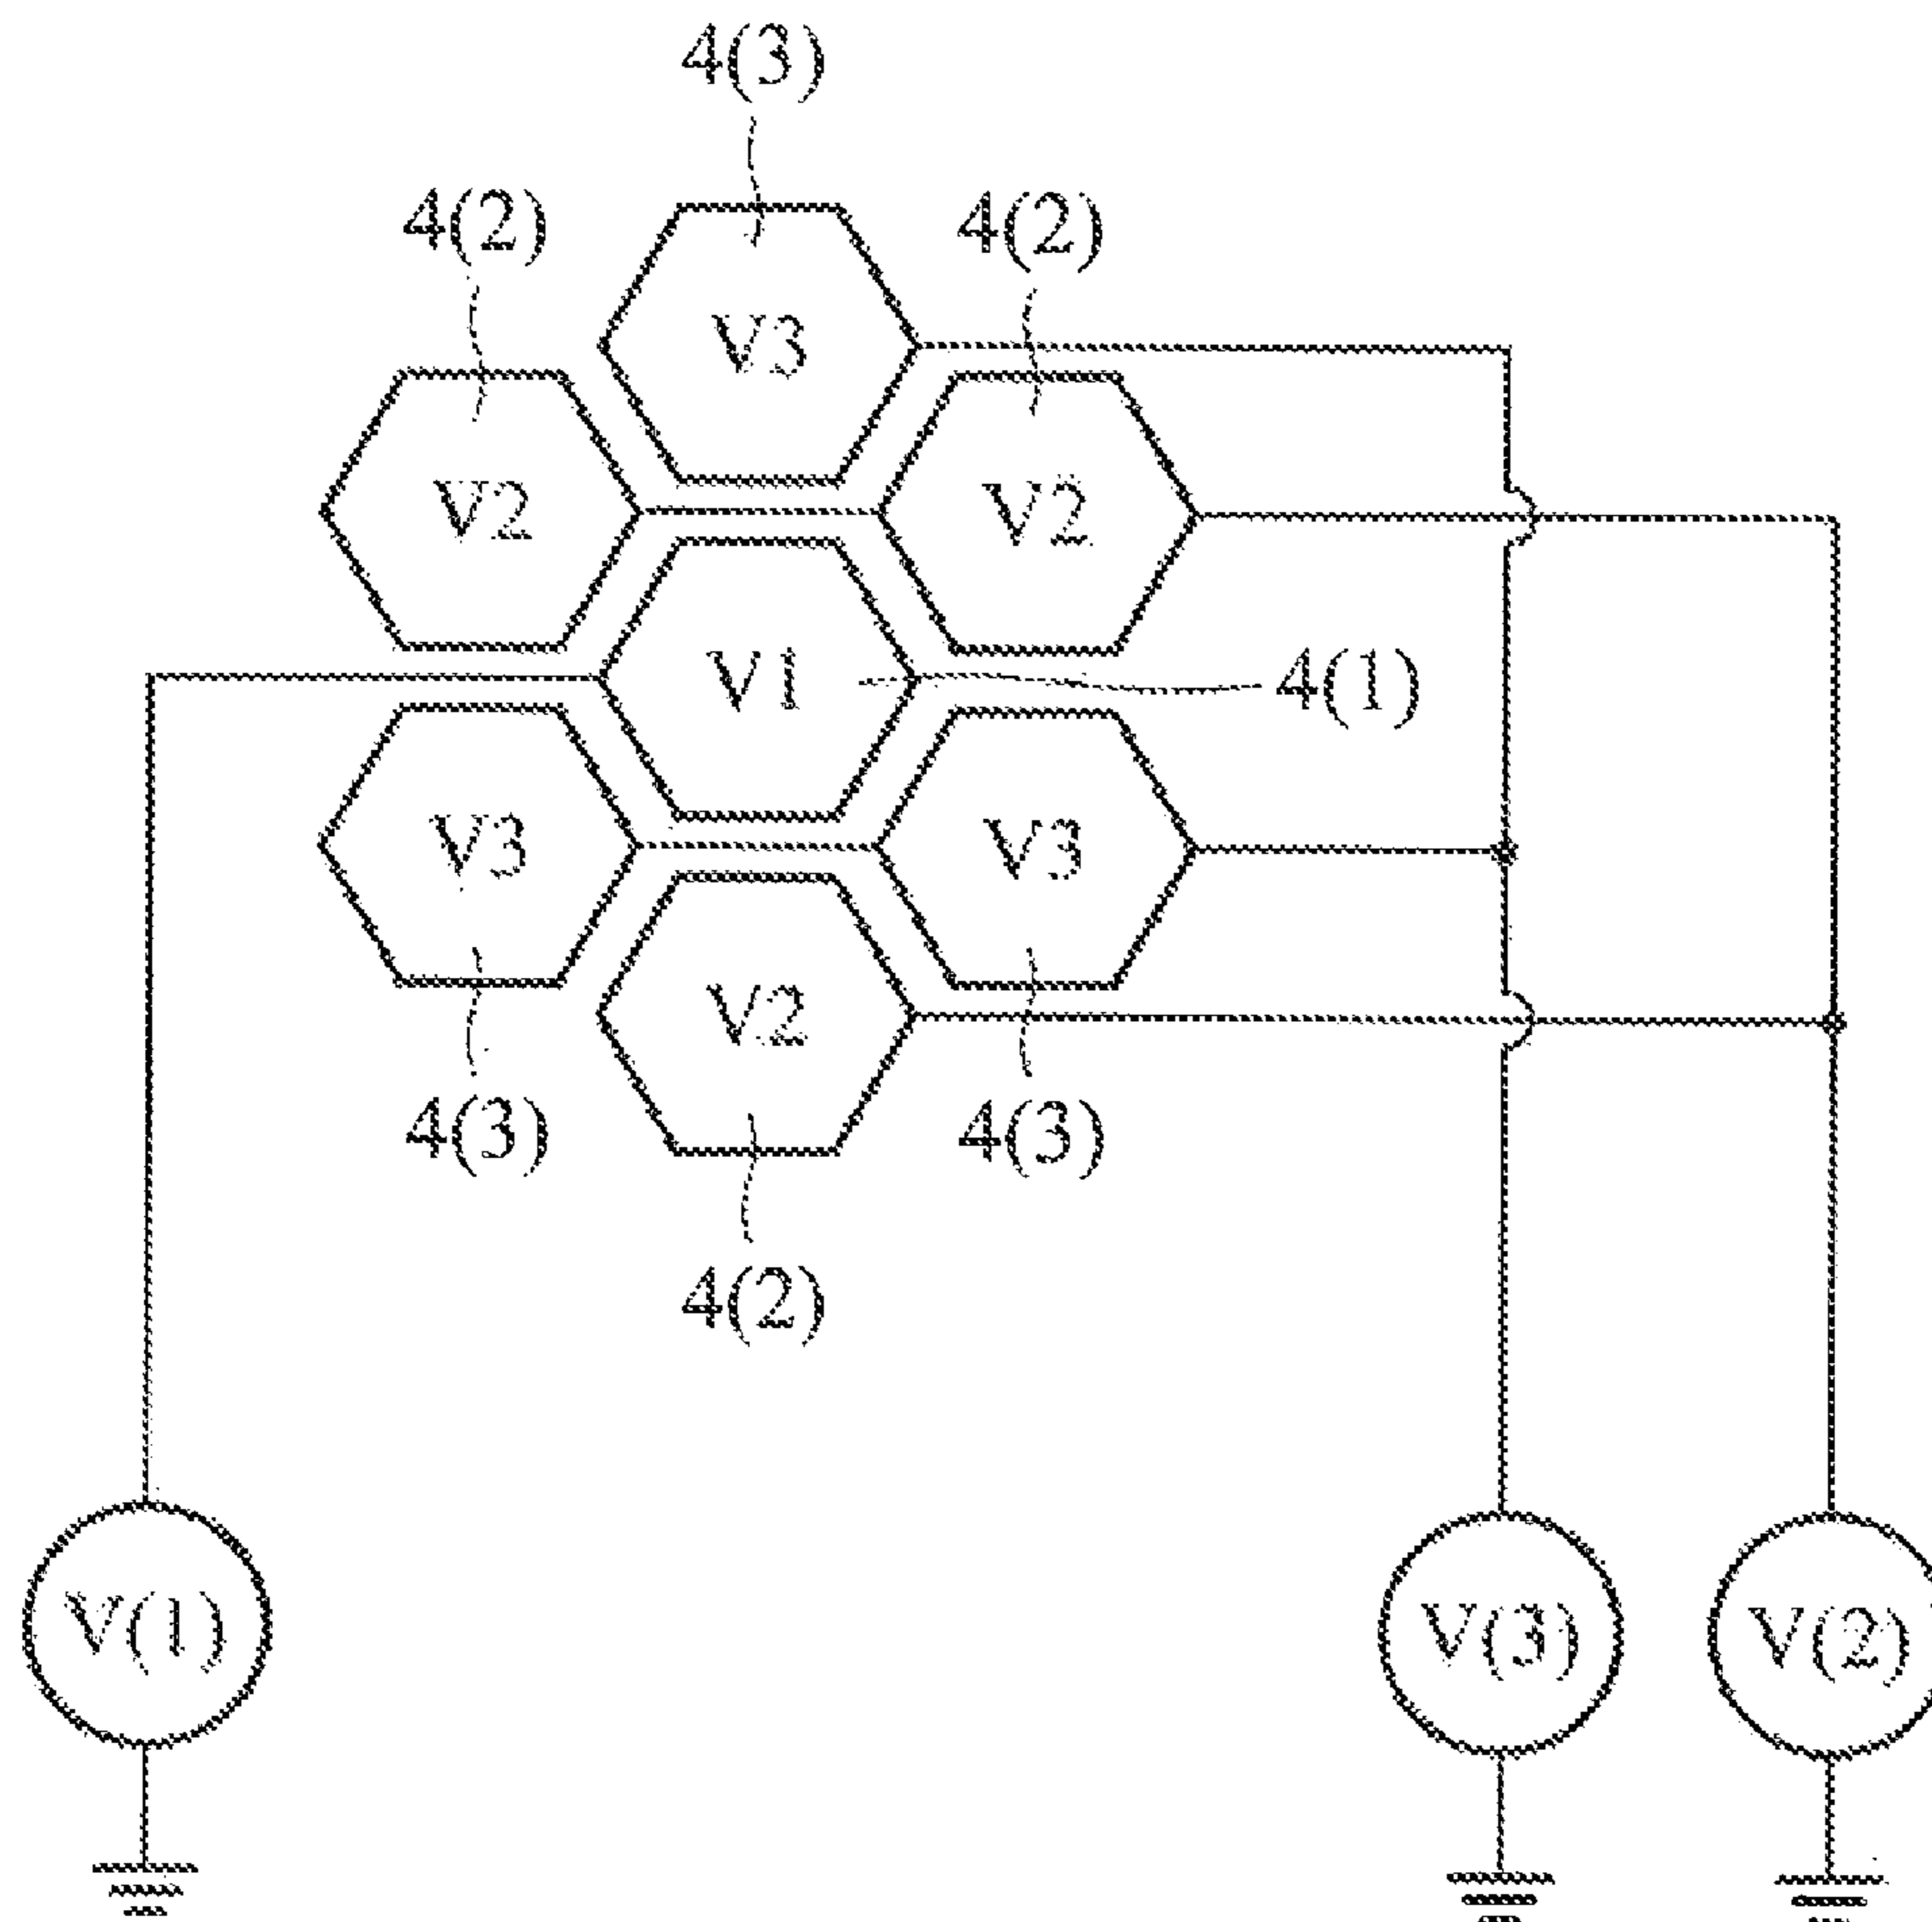 4(3)
4(2) 4(2)
V3
V2 V2
V1 4(1)
V3 V3
V2
4(3) 4(3)
4(2)
V(1) V(3) V(2)